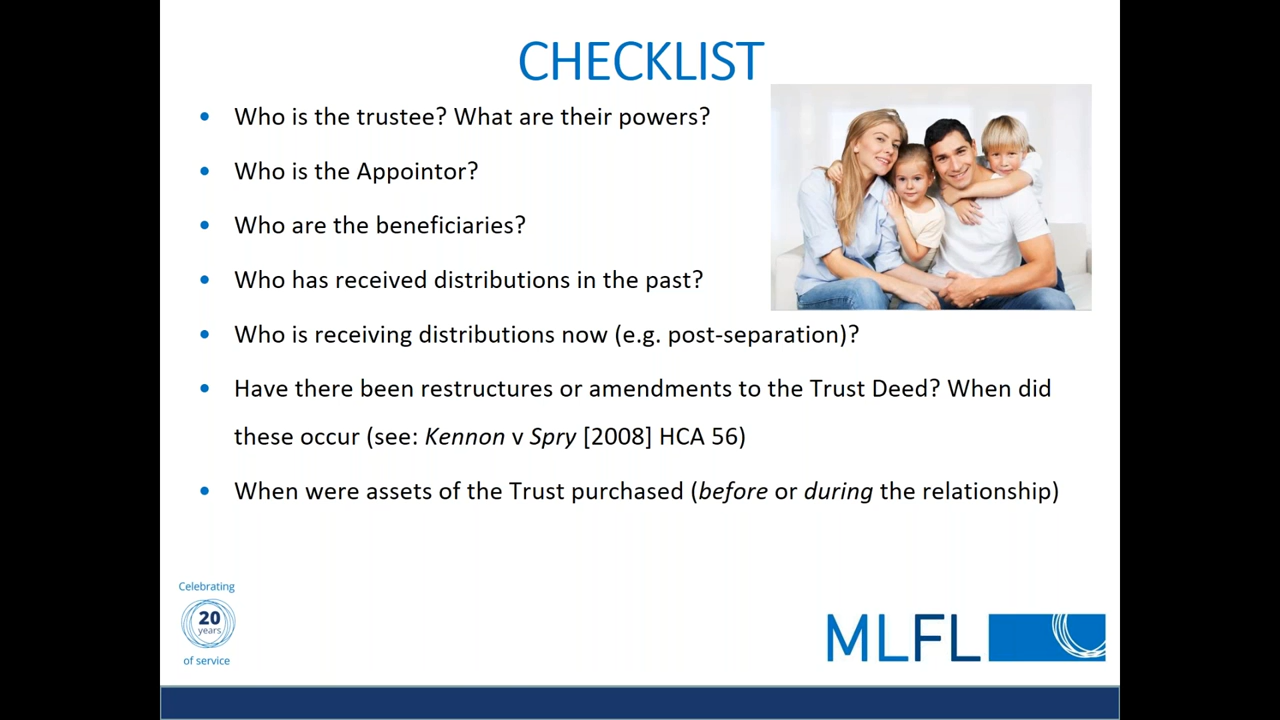 CHECKLIST
• Who is the trustee? What are their powers?
• Who is the Appointor?
• Who are the beneficiaries?
• Who has received distributions in the past?
• Who is receiving distributions now (e.g. post-separation)?
• Have there been restructures or amendments to the Trust Deed? When did
these occur (see: Kennon v Spry [2008] HCA 56)
• When were assets of the Trust purchased (before or during the relationship)
Celebrating
20
years
of service
MLFL